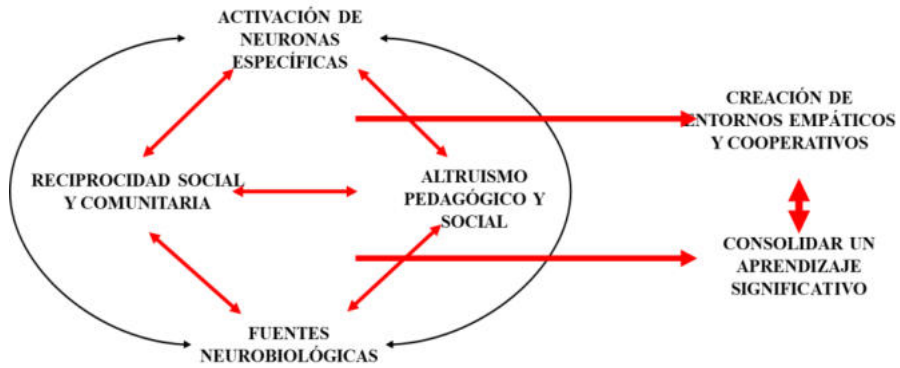 ACTIVACIÓN DE
NEURONAS
ESPECÍFICAS
RECIPROCIDAD SOCIAL
Y COMUNITARIA
ALTRUISMO
PEDAGÓGICO Y
SOCIAL
FUENTES
NEUROBIOLÓGICAS
CREACIÓN DE
ENTORNOS EMPÁTICOS
Y COOPERATIVOS
CONSOLIDAR UN
APRENDIZAJE
SIGNIFICATIVO